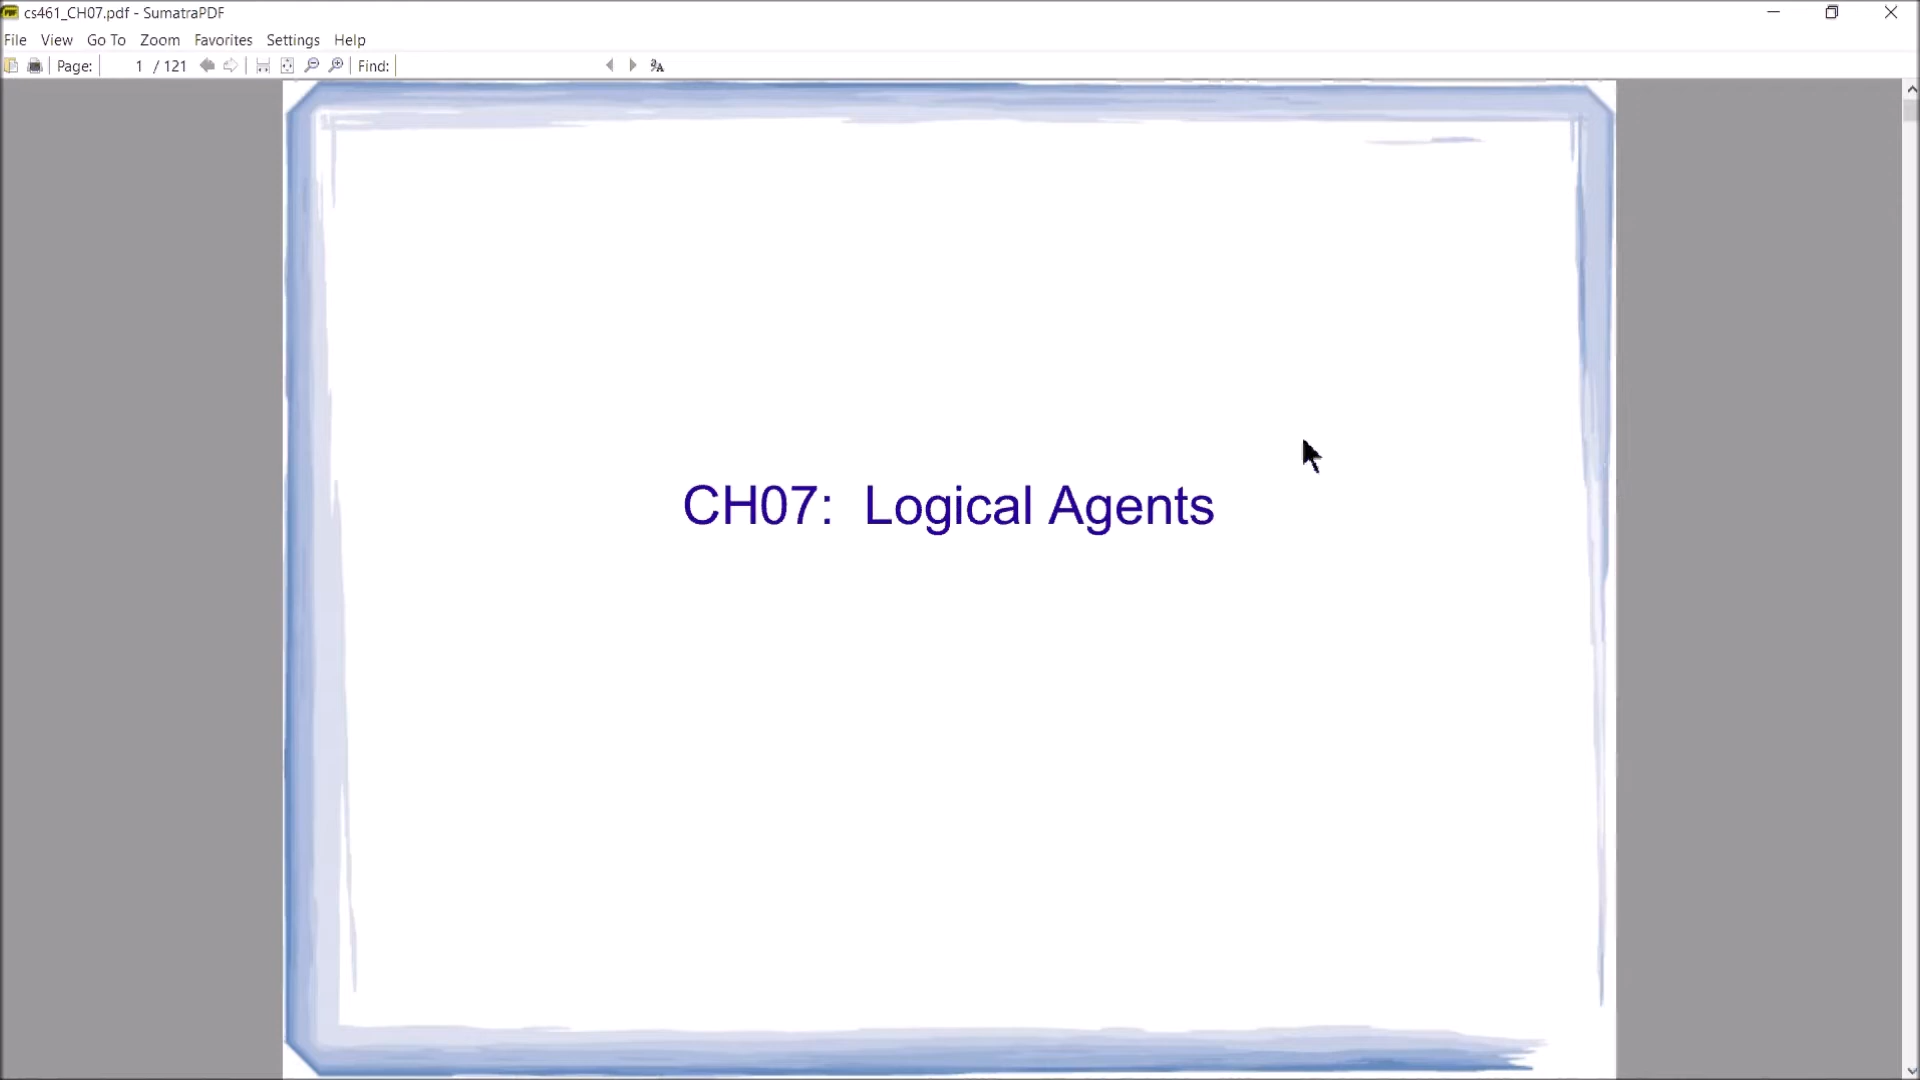 cs461_CH07.pdf - SumatraPDF
File View Go To Zoom Favorites Settings Help
Page: 1 / 121 Find:
CH07: Logical Agents